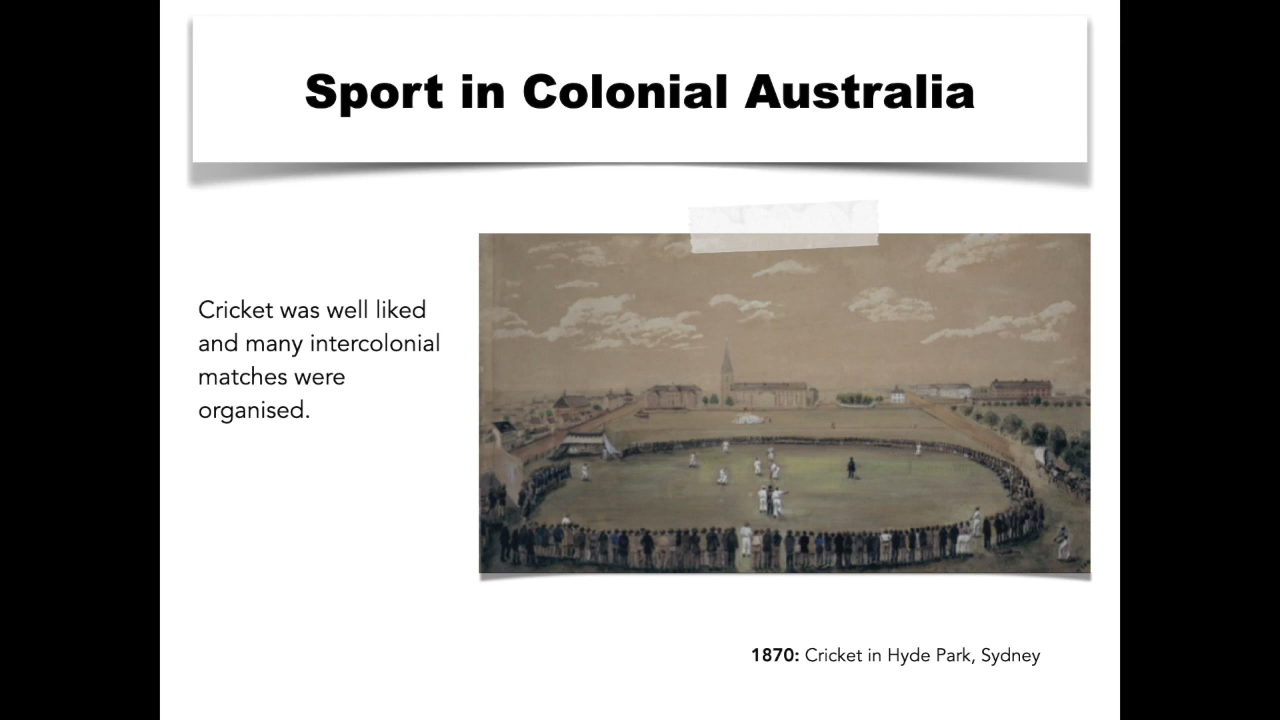 Sport in Colonial Australia
Cricket was well liked
and many intercolonial
matches were
organised.
1870: Cricket in Hyde Park, Sydney